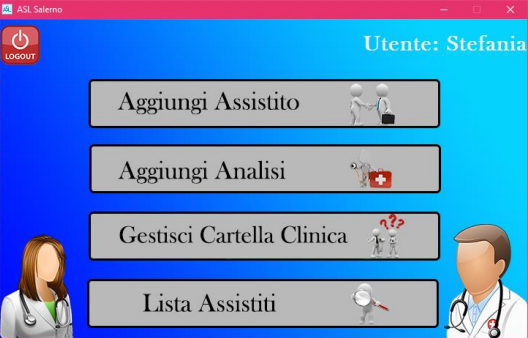 ASL Salerno
LOGOUT
Utente: Stefania
Aggiungi Assistito
Aggiungi Analisi
Gestisci Cartella Clinica
???
Lista Assistiti